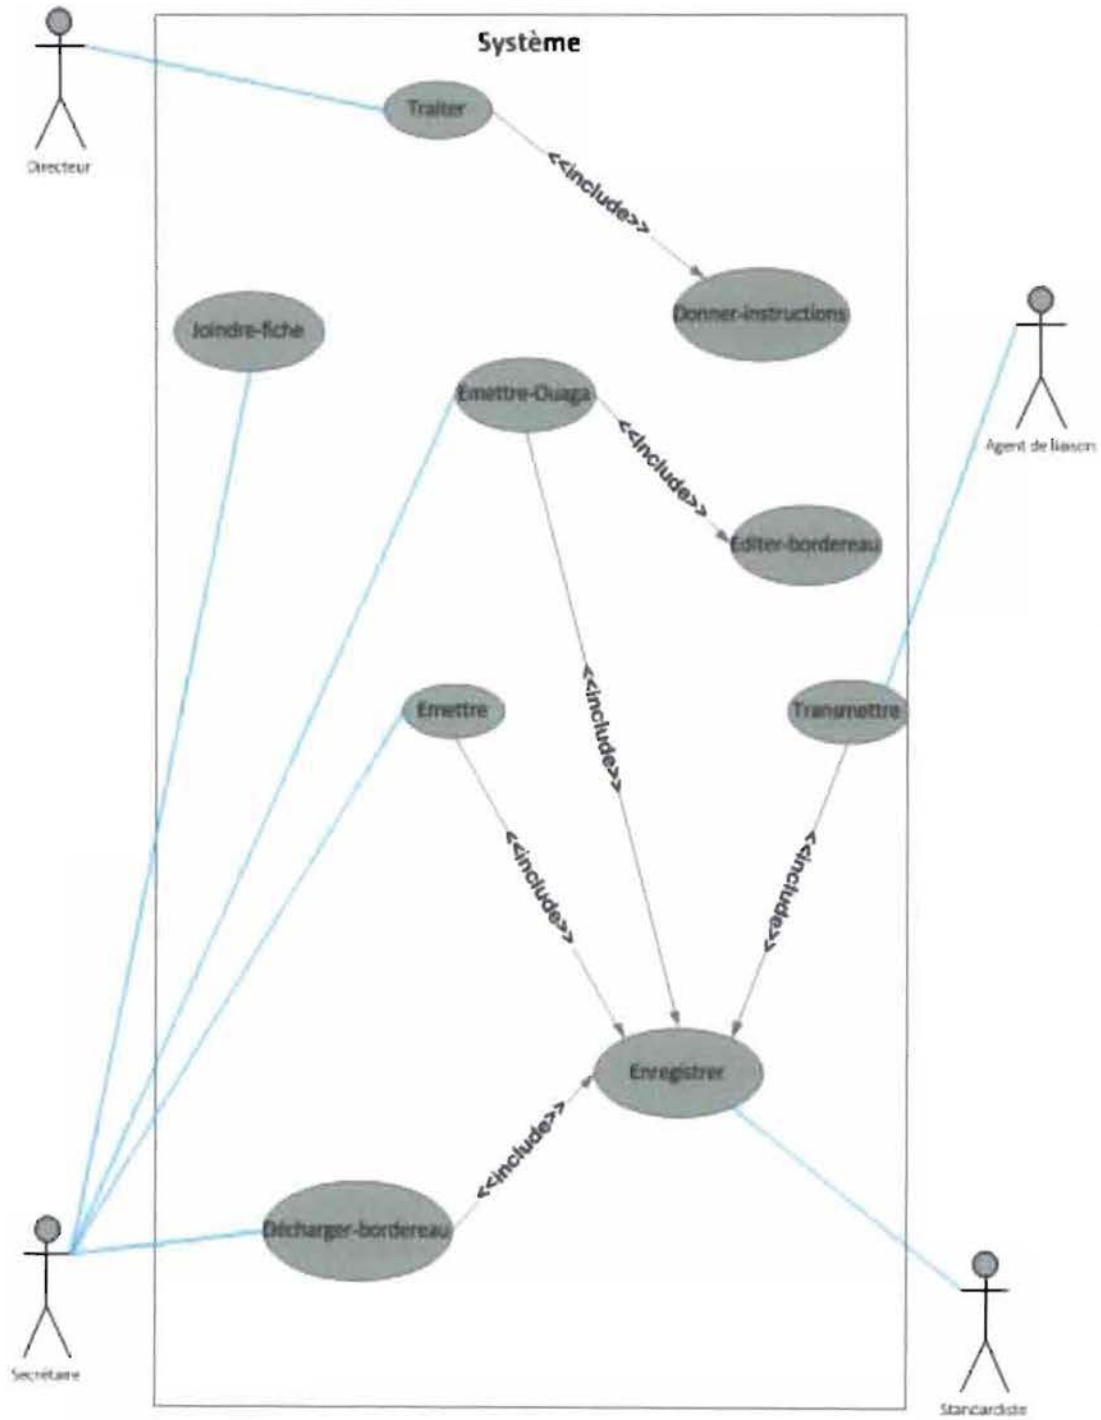 Système
Directeur
Traiter
<<include>>
Donner-instructions
Joindre-fiche
Emettre-Ouaga
<<include>>
Agent de liaison
Editer-bordereau
Emettre
<<include>>
Transmettre
<<include>>
<<include>>
Enregistrer
<<include>>
Décharger-bordereau
Secrétaire
Standardiste